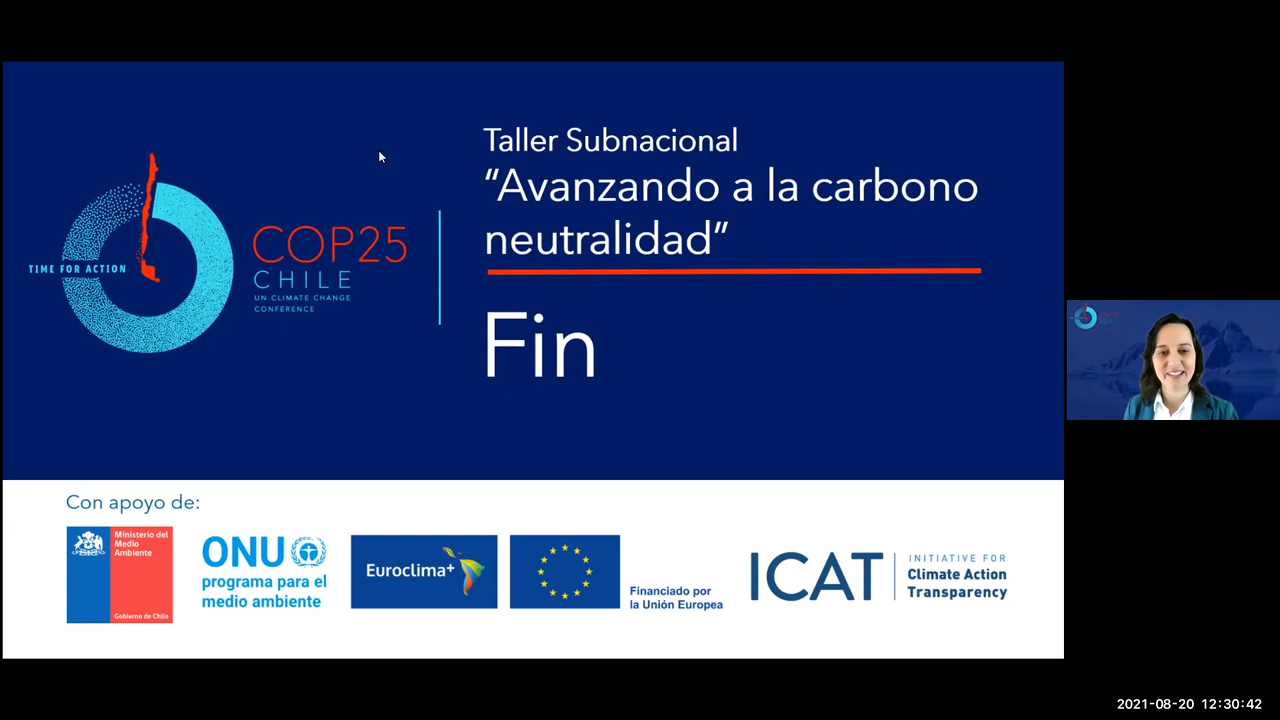 Taller Subnacional
“Avanzando a la carbono
neutralidad”
Fin
TIME FOR ACTION
COP25
CHILE
UN CLIMATE CHANGE
CONFERENCE
Con apoyo de:
Ministerio del
Medio
Ambiente
Gobierno de Chile
ONU
programa para el
medio ambiente
Euroclima+
Financiado por
la Unión Europea
ICAT
INITIATIVE FOR
Climate Action
Transparency
2021-08-20 12:30:42